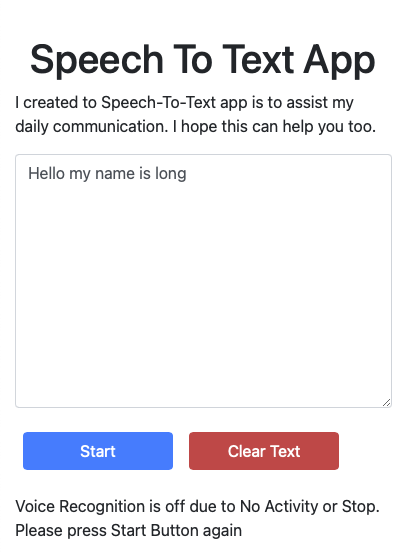 Speech To Text App
I created to Speech-To-Text app is to assist my
daily communication. I hope this can help you too.
Hello my name is long
Start
Clear Text
Voice Recognition is off due to No Activity or Stop.
Please press Start Button again